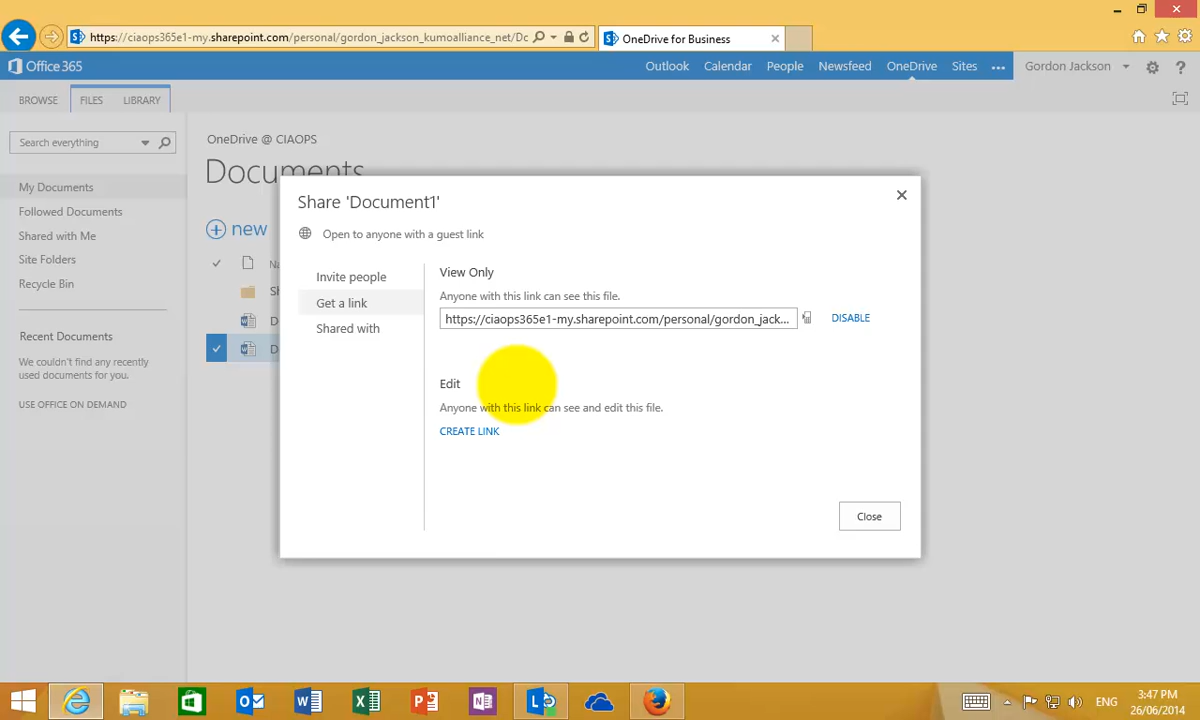 https://ciaops365e1-my.sharepoint.com/personal/gordon_jackson_kumoalliance_net/Dc
OneDrive for Business
Office 365
Outlook
Calendar
People
Newsfeed
OneDrive
Sites
Gordon Jackson
?
BROWSE
FILES
LIBRARY
Search everything
OneDrive @ CIAOPS
Documents
My Documents
Followed Documents
Shared with Me
Site Folders
Recycle Bin
Recent Documents
We couldn't find any recently
used documents for you.
USE OFFICE ON DEMAND
new
Share 'Document1'
Open to anyone with a guest link
Invite people
Get a link
Shared with
View Only
Anyone with this link can see this file.
https://ciaops365e1-my.sharepoint.com/personal/gordon_jack...
DISABLE
Edit
Anyone with this link can see and edit this file.
CREATE LINK
Close
ENG
3:47 PM
26/06/2014